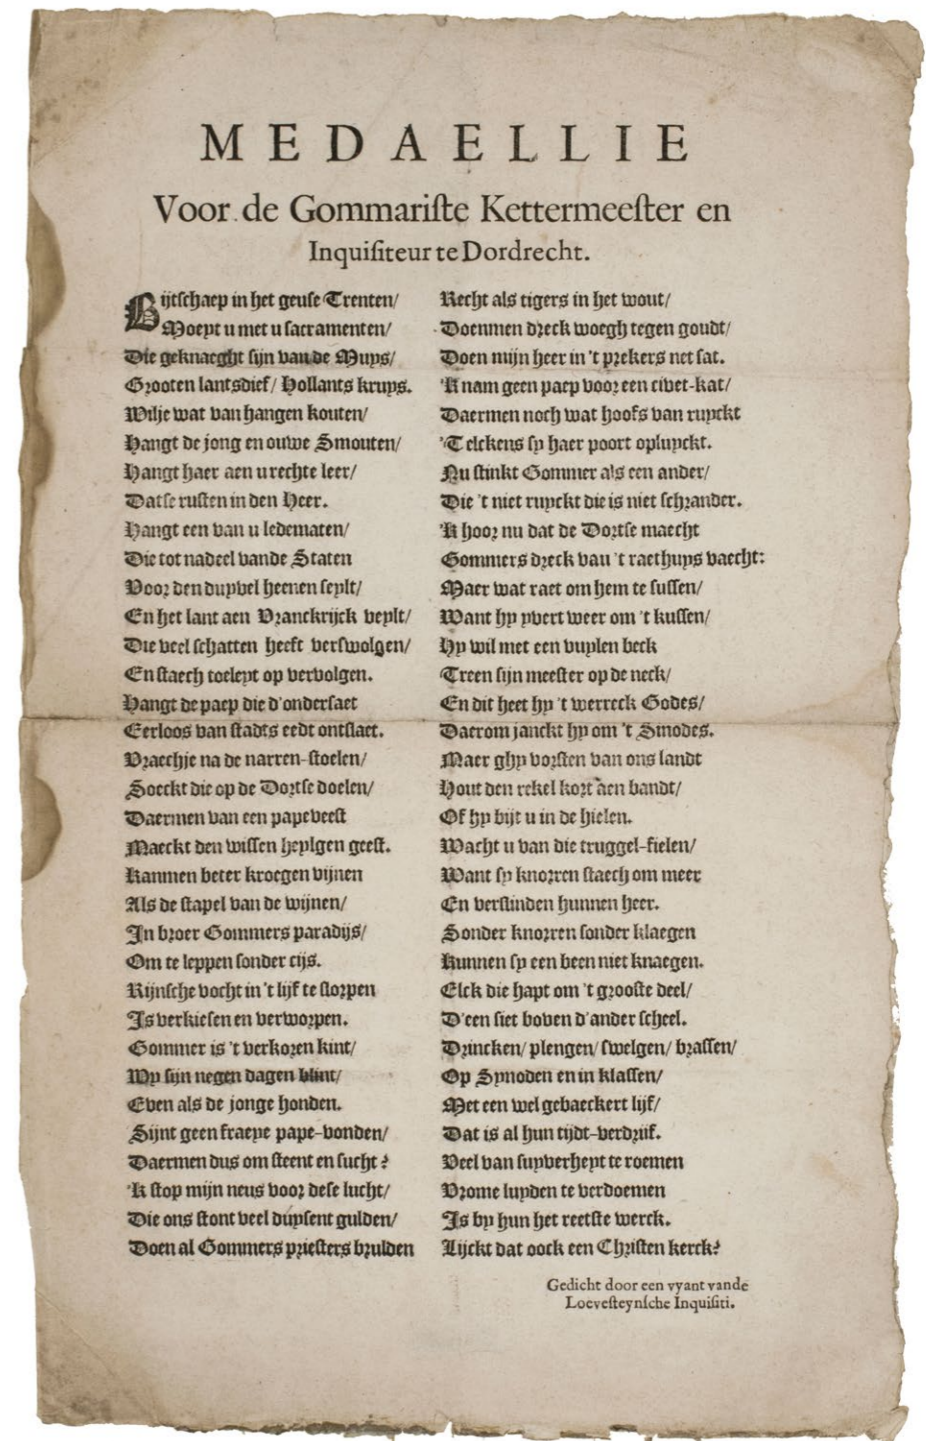 MEDAELLIE
Voor de Gommariſte Kettermeeſter en
Inquiſiteur te Dordrecht.
Bijtſchaep in het geuſe Trenten/
Moeyt u met u ſacramenten/
Die geknaeght ſijn van de Muys/
Grooten lantsdief/ Hollants kruys.
Wilje wat van hangen kouten/
Hangt de jong en ouwe Smouten/
Hangt haer aen u rechte leer/
Datſe ruſten in den Heer.
Hangt een van u ledematen/
Die tot nadeel vande Staten
Voor den duyvel heenen ſeylt/
En het lant aen Vranckrijck veylt/
Die veel ſchatten heeft verſwolgen/
En ſtaech toeleyt op vervolgen.
Hangt de paep die d'onderſaet
Eerloos van ſtadts eedt ontſlaet.
Vraechje na de narren-ſtoelen/
Soeckt die op de Dortſe doelen/
Daermen van een papeveeſt
Maeckt den wiſſen heylgen geeſt.
Kanmen beter kroegen vijnen
Als de ſtapel van de wijnen/
In broer Gommers paradijs/
Om te leppen ſonder cijs.
Rijnſche vocht in 't lijf te ſlorpen
Is verkieſen en verworpen.
Gommer is 't verkoren kint/
Wy ſijn negen dagen blint/
Even als de jonge honden.
Sijnt geen fraeye pape-vonden/
Daermen dus om ſteent en ſucht?
'K ſtop mijn neus voor deſe lucht/
Die ons ſtont veel duyſent gulden/
Doen al Gommers prieſters brulden
Recht als tigers in het wout/
Doenmen dreck woegh tegen goudt/
Doen mijn heer in 't prekers net ſat.
'K nam geen paep voor een civet-kat/
Daermen noch wat hoofs van ruyckt
'Telckens ſy haer poort opluyckt.
Nu ſtinkt Gommer als een ander/
Die 't niet ruyckt die is niet ſchrander.
'K hoor nu dat de Dortſe maecht
Gommers dreck van 't raethuys vaecht:
Maer wat raet om hem te ſuſſen/
Want hy yvert weer om 't kuſſen/
Hy wil met een vuylen beck
Treen ſijn meeſter op de neck/
En dit heet hy 't werreck Godes/
Daerom janckt hy om 't Sinodes.
Maer ghy vorſten van ons landt
Hout den rekel kort aen bandt/
Of hy bijt u in de hielen.
Wacht u van die truggel-fielen/
Want ſy knorren ſtaech om meer
En verſlinden hunnen heer.
Sonder knorren ſonder klaegen
Kunnen ſy een been niet knaegen.
Elck die hapt om 't grooſte deel/
D'een ſiet boven d'ander ſcheel.
Drincken/ plengen/ ſwelgen/ braſſen/
Op Synoden en in klaſſen/
Met een wel gebaeckert lijf/
Dat is al hun tijdt-verdrijf.
Veel van ſuyverheyt te roemen
Vrome luyden te verdoemen
Is by hun het reetſte werck.
Lijckt dat oock een Chriſten kerck?
Gedicht door een vyant vande
Loeveſteynſche Inquiſiti.